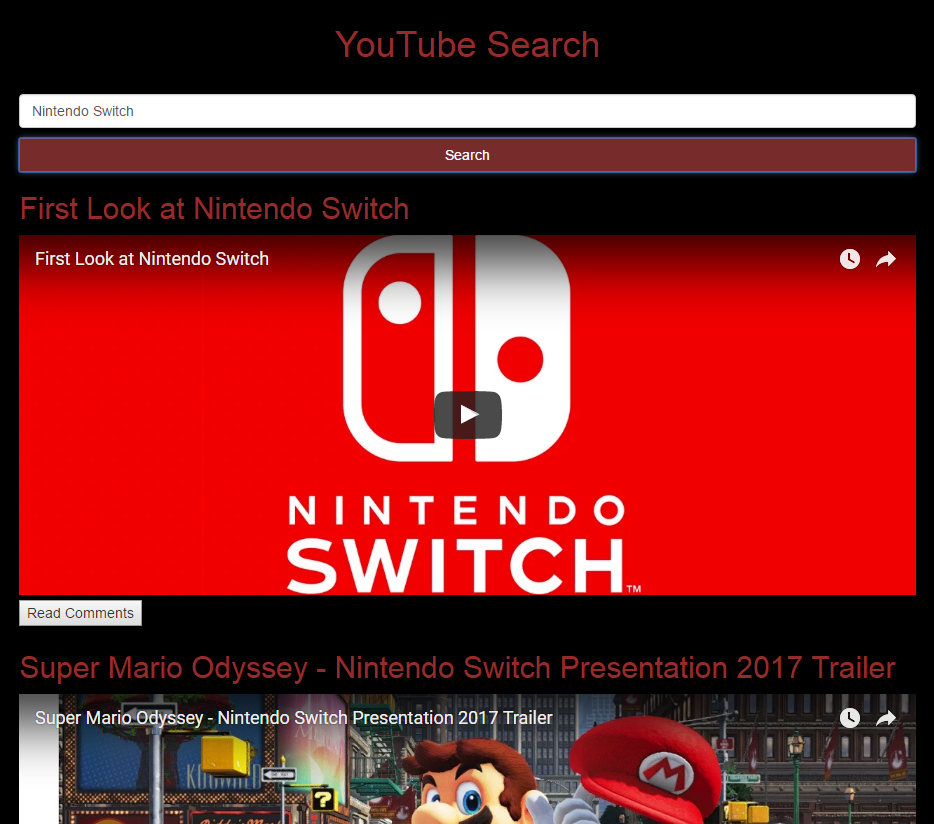 YouTube Search
Nintendo Switch
Search
First Look at Nintendo Switch
First Look at Nintendo Switch
NINTENDO
SWITCH™
Read Comments
Super Mario Odyssey - Nintendo Switch Presentation 2017 Trailer
Super Mario Odyssey - Nintendo Switch Presentation 2017 Trailer
M
?